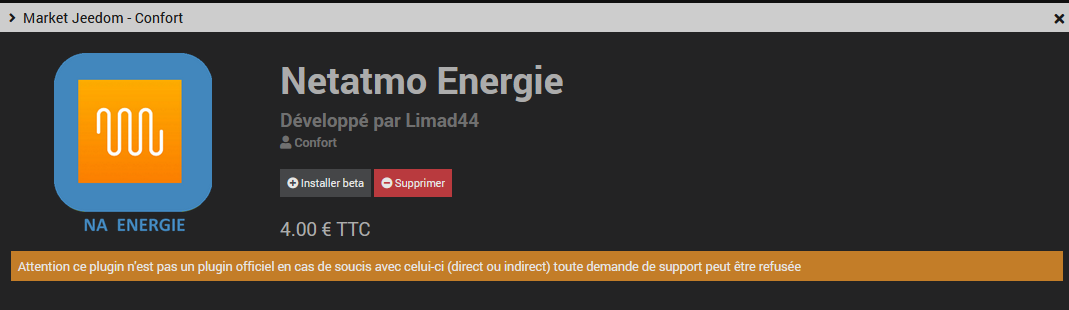 Market Jeedom - Confort
Netatmo Energie
Développé par Limad44
Confort
Installer beta Supprimer
NA ENERGIE
4.00 € TTC
Attention ce plugin n'est pas un plugin officiel en cas de soucis avec celui-ci (direct ou indirect) toute demande de support peut être refusée